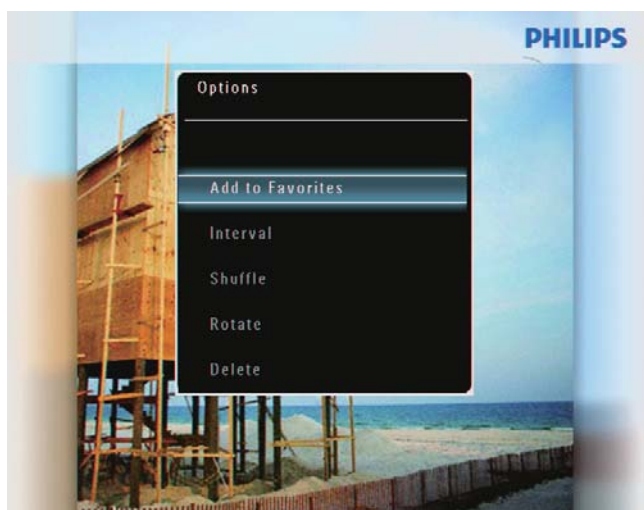 PHILIPS
Options
Add to Favorites
Interval
Shuffle
Rotate
Delete